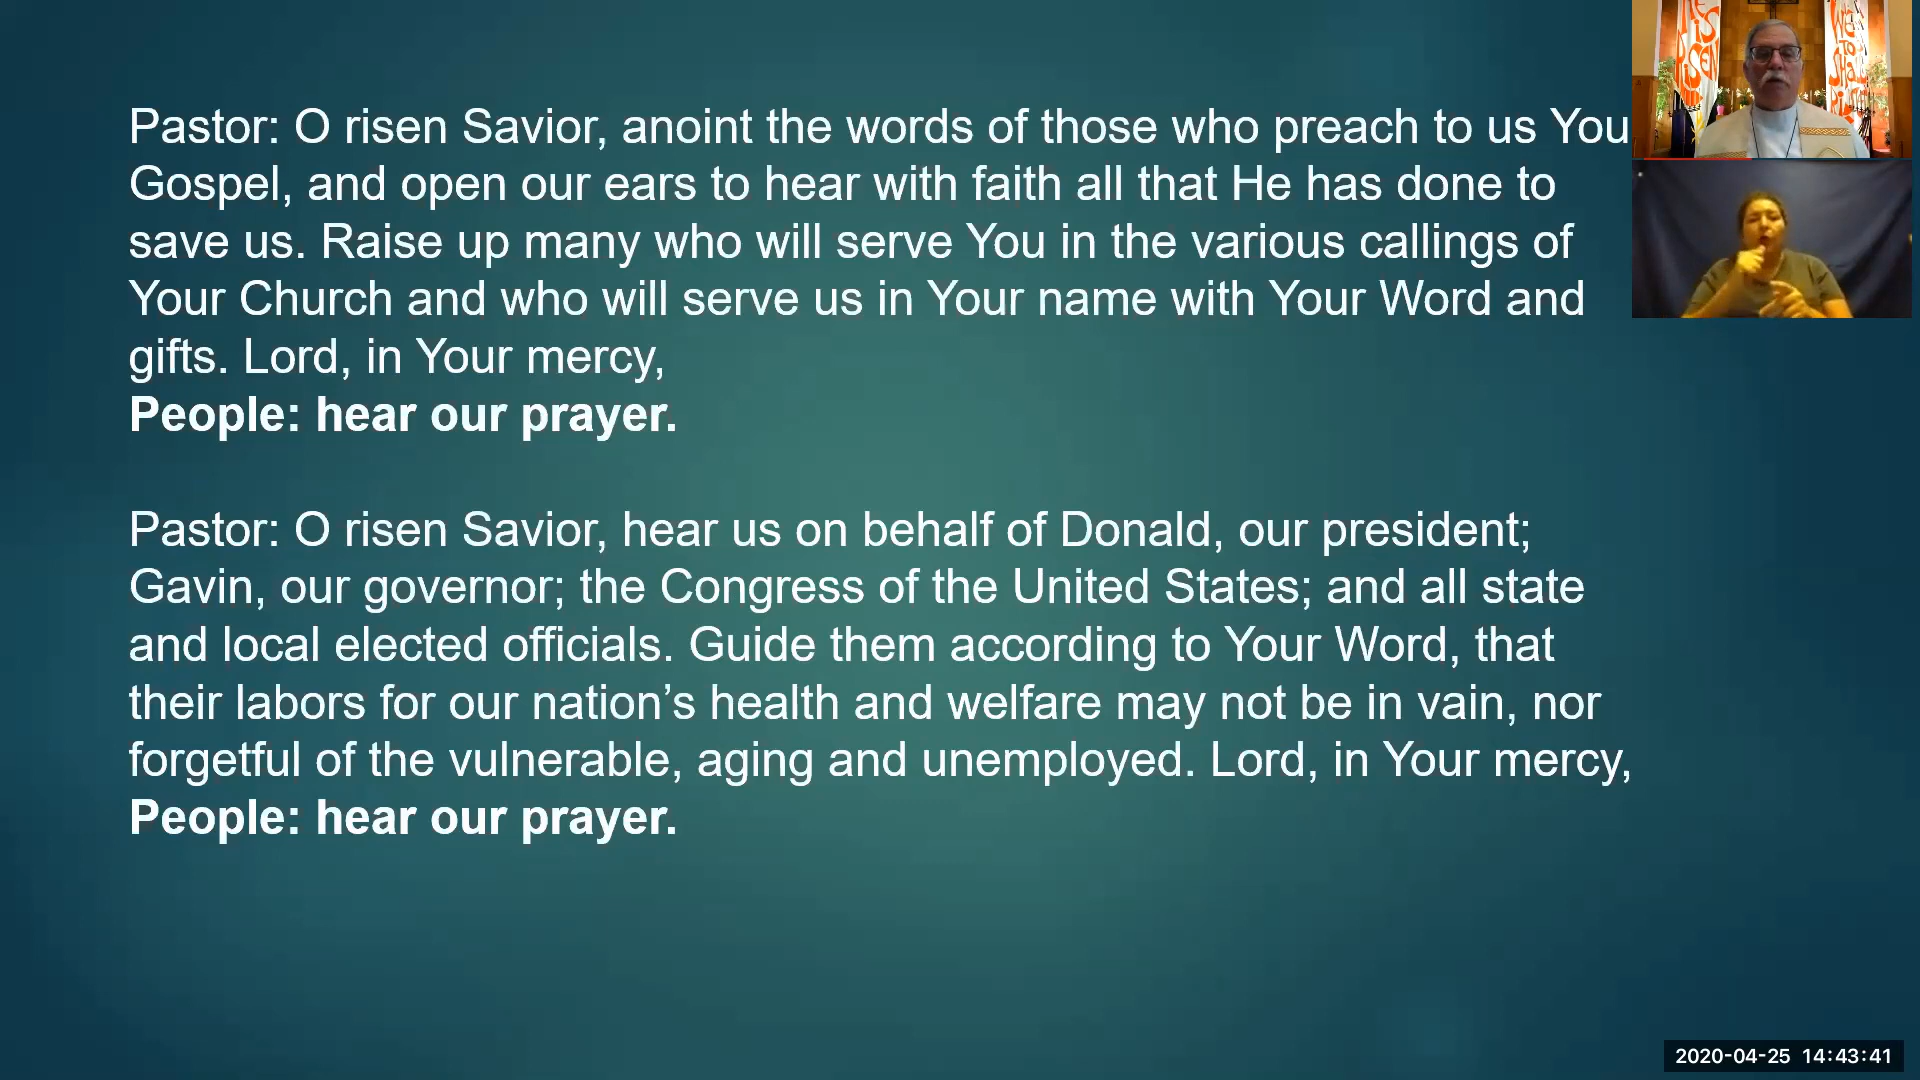 Pastor: O risen Savior, anoint the words of those who preach to us You
Gospel, and open our ears to hear with faith all that He has done to
save us. Raise up many who will serve You in the various callings of
Your Church and who will serve us in Your name with Your Word and
gifts. Lord, in Your mercy,
People: hear our prayer.
Pastor: O risen Savior, hear us on behalf of Donald, our president;
Gavin, our governor; the Congress of the United States; and all state
and local elected officials. Guide them according to Your Word, that
their labors for our nation’s health and welfare may not be in vain, nor
forgetful of the vulnerable, aging and unemployed. Lord, in Your mercy,
People: hear our prayer.
iS
RiSEN
We
To
2020-04-25 14:43:41